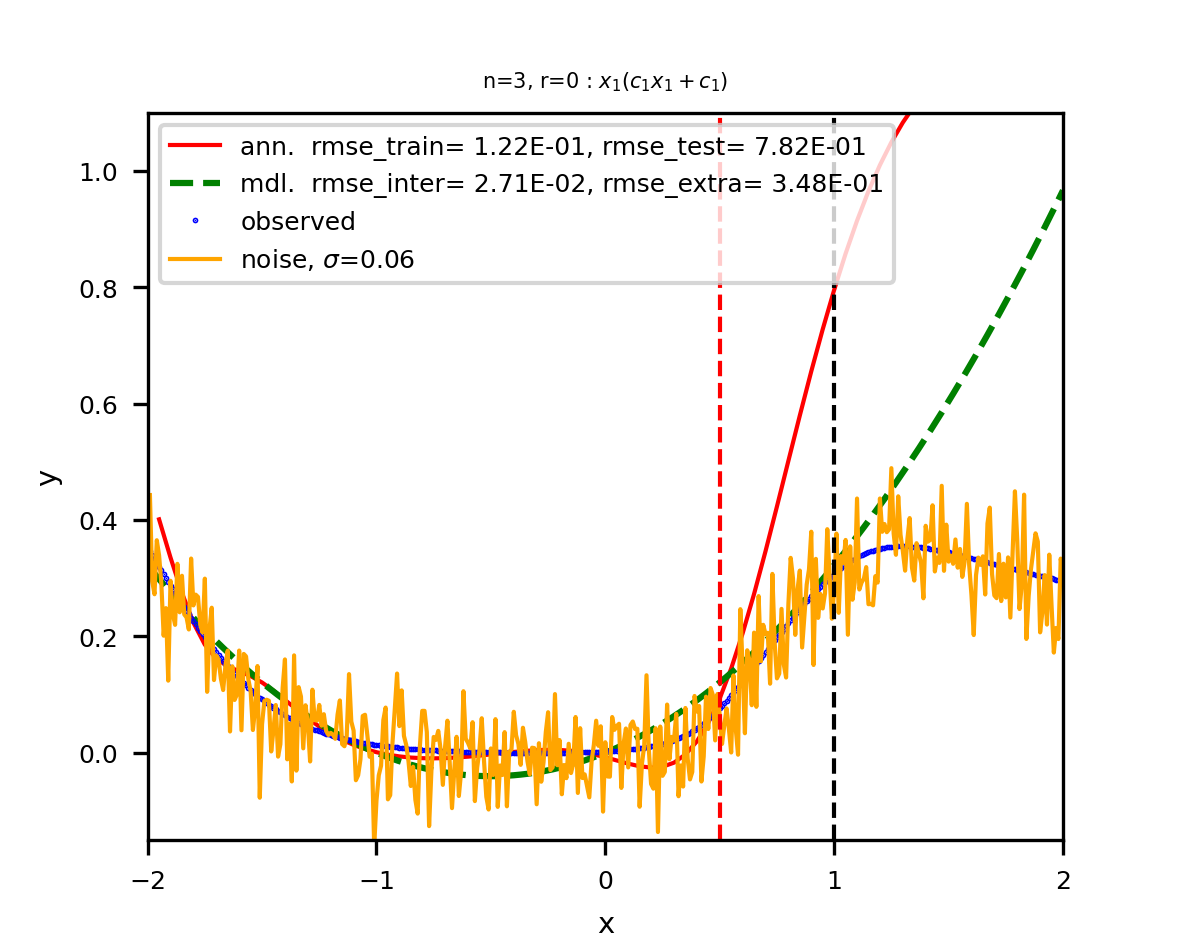 n=3, r=0 : x₁(c₁x₁ + c₁)
ann.  rmse_train= 1.22E-01, rmse_test= 7.82E-01
mdl.  rmse_inter= 2.71E-02, rmse_extra= 3.48E-01
observed
noise, σ=0.06
1.0
0.8
0.6
0.4
0.2
0.0
y
−2
−1
0
1
2
x